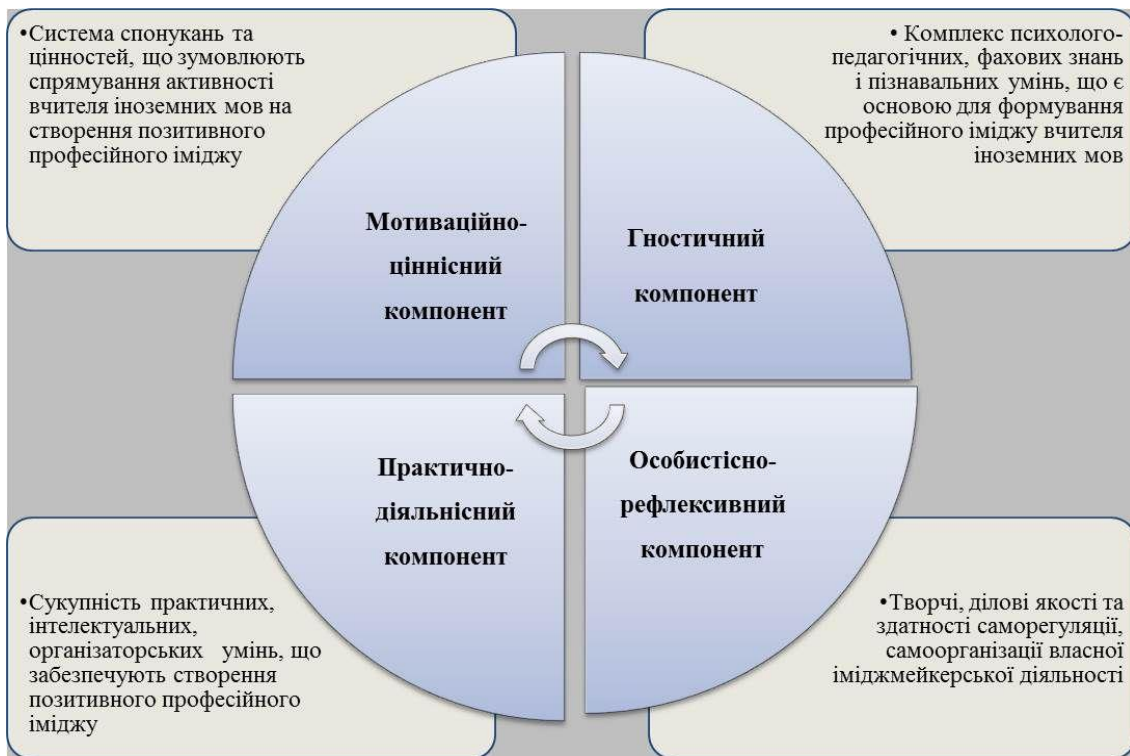 •Система спонукань та
цінностей, що зумовлюють
спрямування активності
вчителя іноземних мов на
створення позитивного
професійного іміджу
• Комплекс психолого-
педагогічних, фахових знань
і пізнавальних умінь, що є
основою для формування
професійного іміджу вчителя
іноземних мов
Мотиваційно-
ціннісний
компонент
Гностичний
компонент
Практично-
діяльнісний
компонент
Особистісно-
рефлексивний
компонент
•Сукупність практичних,
інтелектуальних,
організаторських умінь, що
забезпечують створення
позитивного професійного
іміджу
•Творчі, ділові якості та
здатності саморегуляції,
самоорганізації власної
іміджмейкерської діяльності